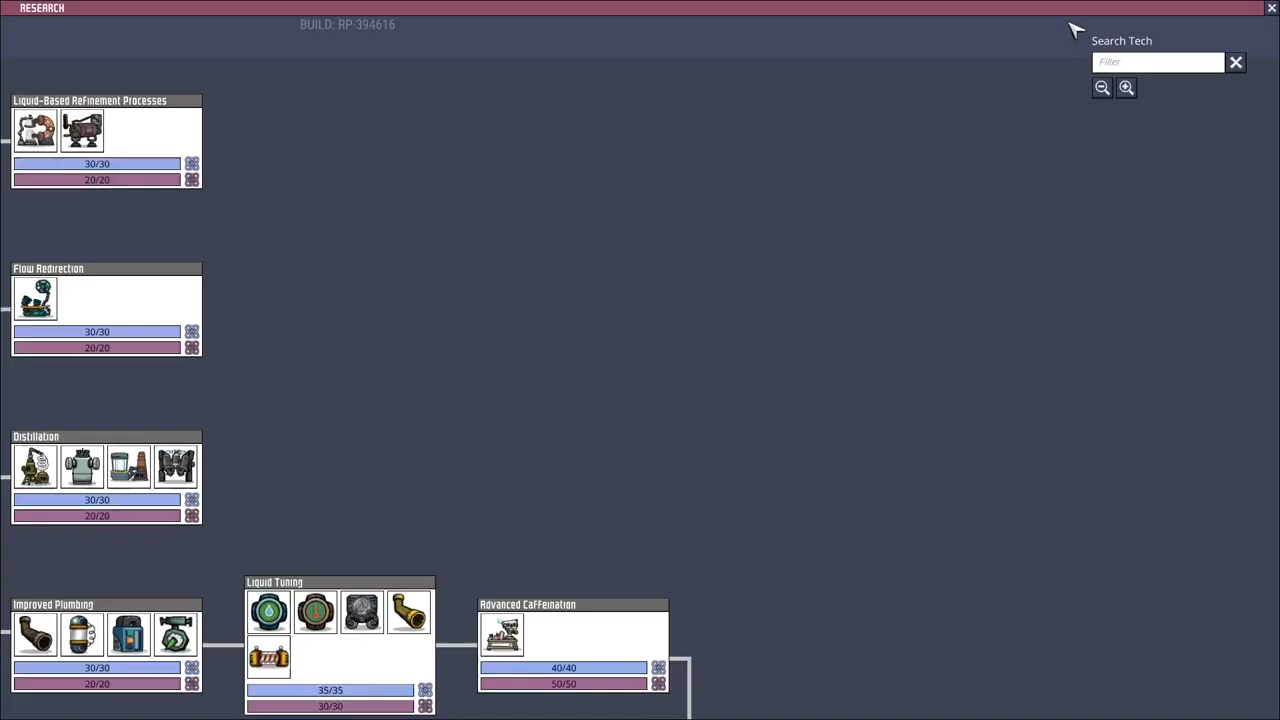 RESEARCH
BUILD: RP-394616
Search Tech
Filter
Liquid-Based Refinement Processes
30/30
20/20
Flow Redirection
30/30
20/20
Distillation
30/30
20/20
Improved Plumbing
30/30
20/20
Liquid Tuning
35/35
30/30
Advanced Caffeination
40/40
50/50